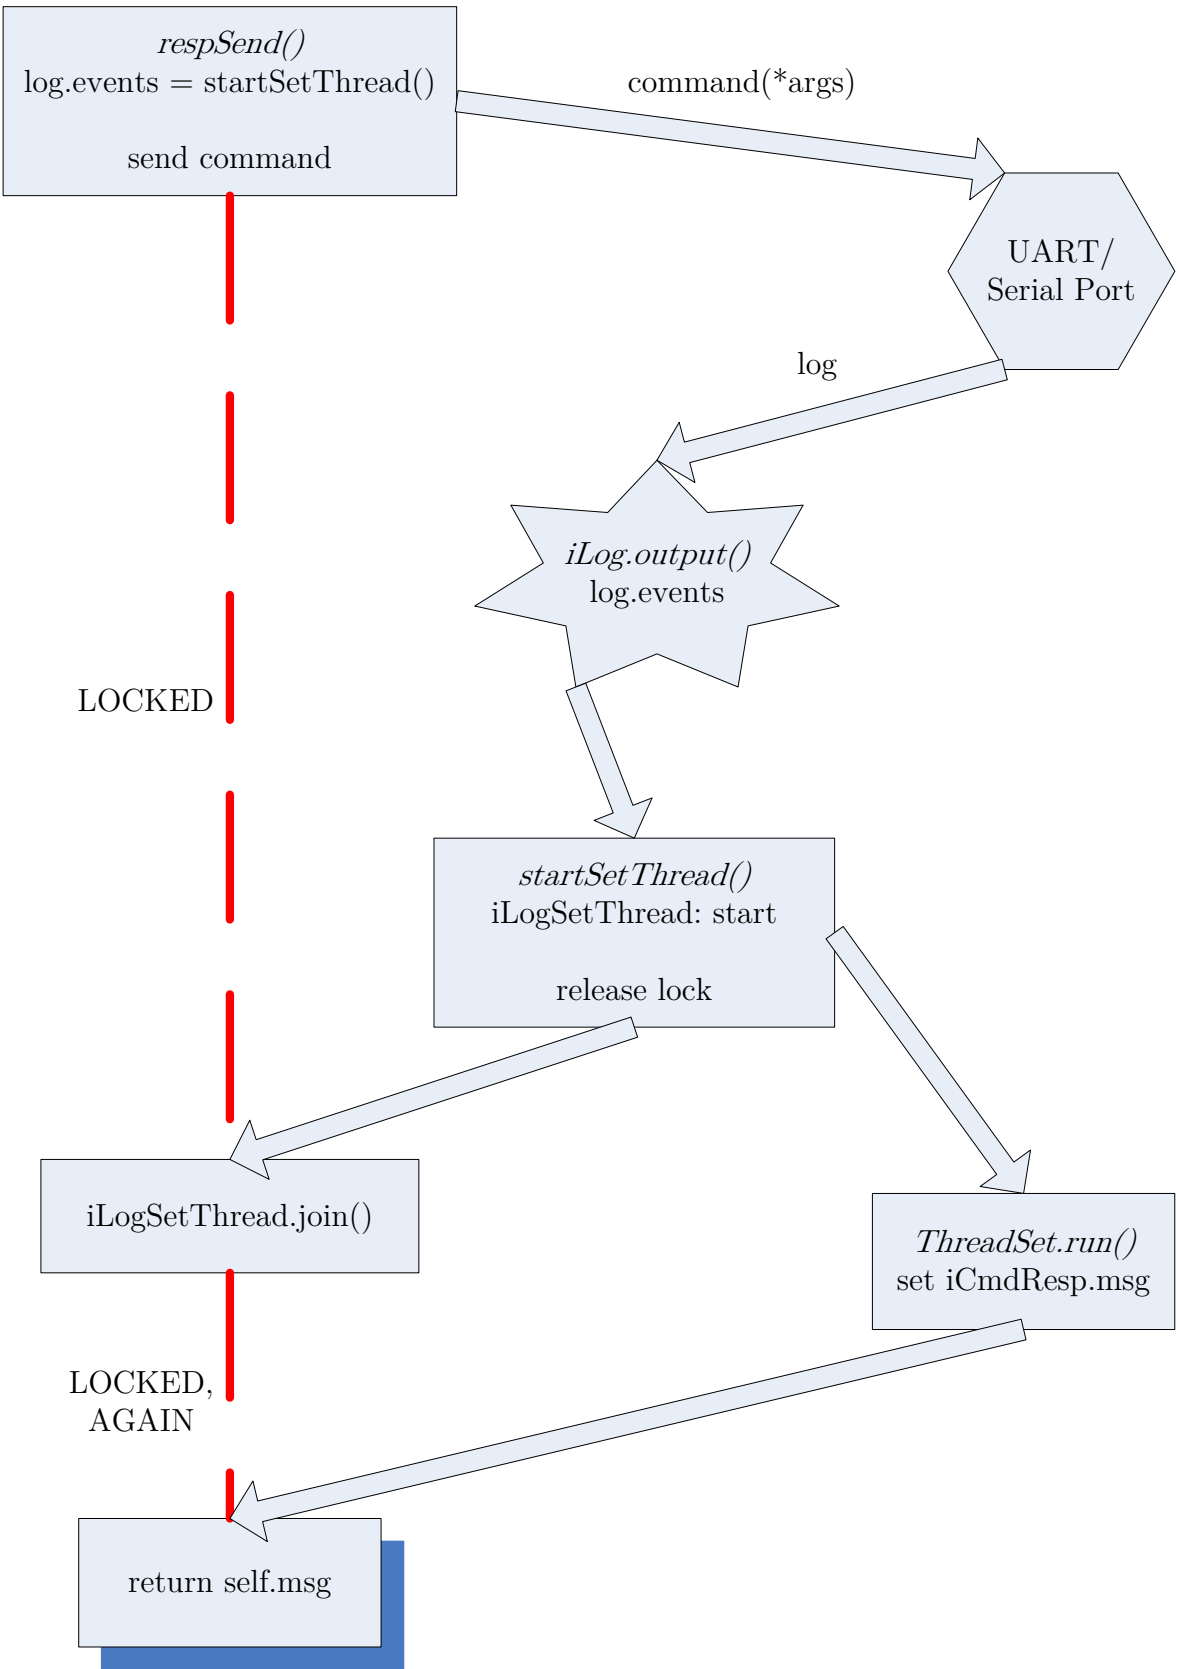 respSend()
log.events = startSetThread()
send command
command(*args)
UART/
Serial Port
log
iLog.output()
log.events
LOCKED
startSetThread()
iLogSetThread: start
release lock
iLogSetThread.join()
ThreadSet.run()
set iCmdResp.msg
LOCKED,
AGAIN
return self.msg